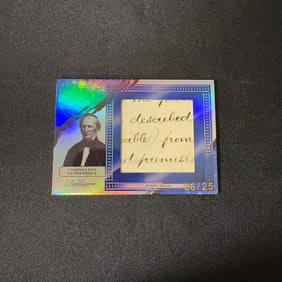 described
able) from
d promise
CORNELIUS
VANDERBILT
06/25